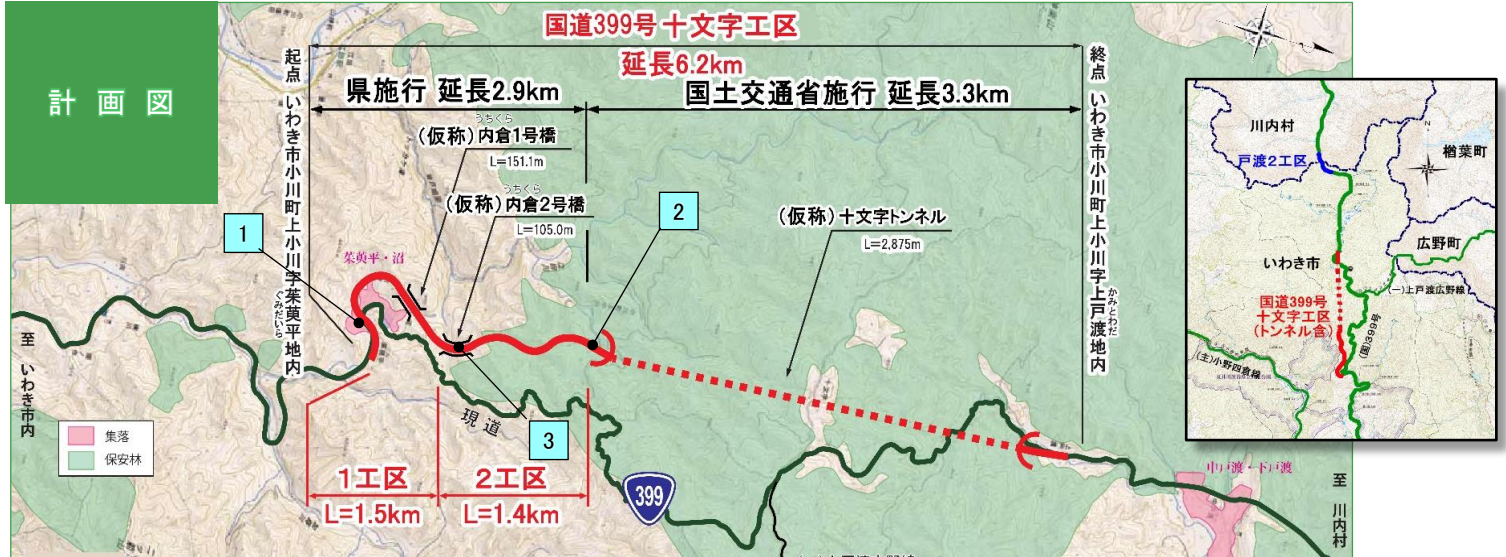 計画図
国道399号 十文字工区
延長6.2km
県施行 延長2.9km
国土交通省施行 延長3.3km
起点 いわき市小川町上小川字茱萸平地内
ぐみだいら
終点 いわき市小川町上小川字上戸渡地内
かみとわだ
うちくら
(仮称)内倉1号橋
L=151.1m
うちくら
(仮称)内倉2号橋
L=105.0m
(仮称)十文字トンネル
L=2,875m
1
2
3
茱萸平・沼
現道
至 いわき市内
集落
保安林
1工区
L=1.5km
2工区
L=1.4km
399
中戸渡・下戸渡
至 川内村
川内村
楢葉町
戸渡2工区
広野町
いわき市
(一)上戸渡広野線
国道399号
十文字工区
(トンネル含)
(国)399号
(主)小野四倉線
N